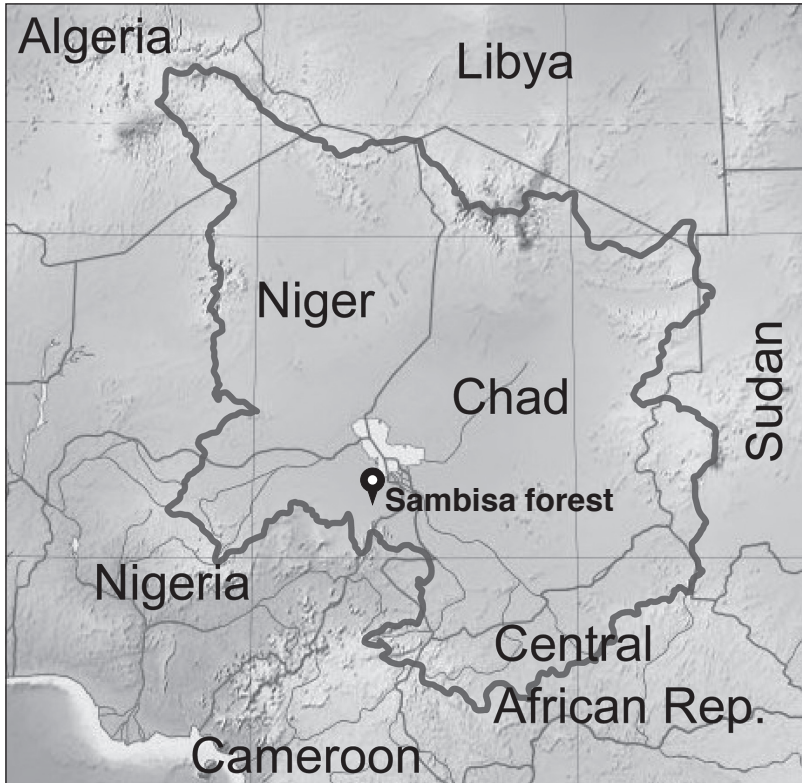 Algeria
Libya
Niger
Chad
Sudan
Sambisa forest
Nigeria
Central
African Rep.
Cameroon